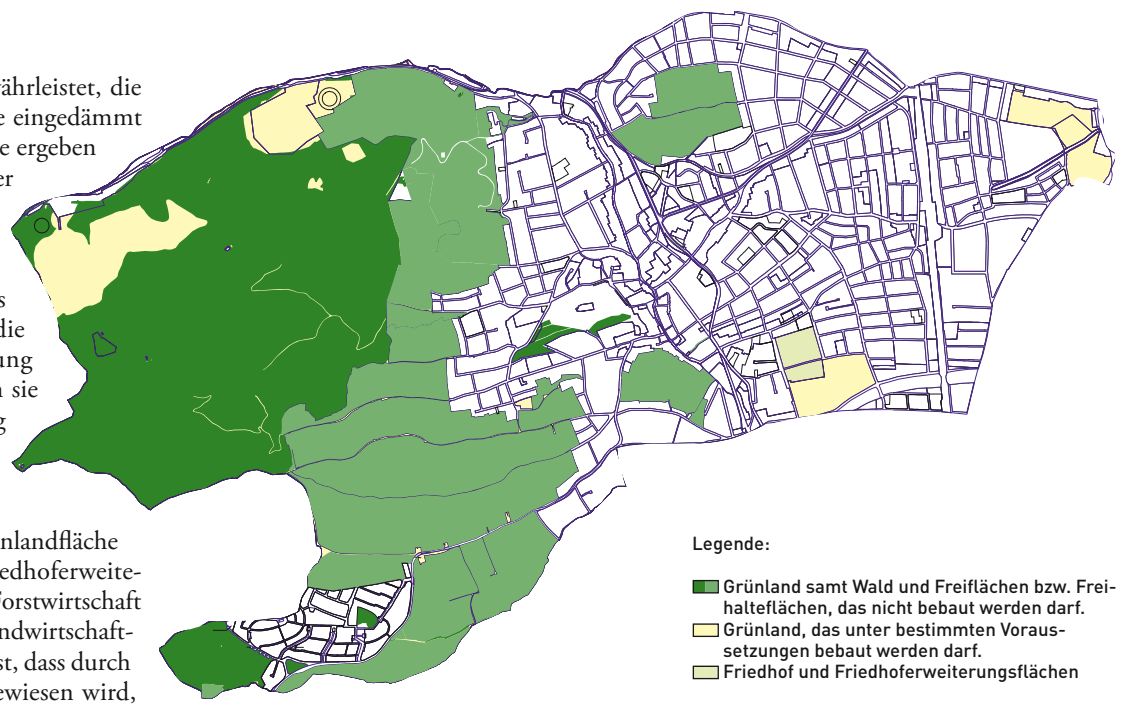 ährleistet, die
e eingedämmt
e ergeben
er
s
die
ung
n sie
g
nlandfläche
edhoferweite-
Forstwirtschaft
ndwirtschaft-
st, dass durch
ewiesen wird,
Legende:
Grünland samt Wald und Freiflächen bzw. Frei-
halteflächen, das nicht bebaut werden darf.
Grünland, das unter bestimmten Voraus-
setzungen bebaut werden darf.
Friedhof und Friedhoferweiterungsflächen